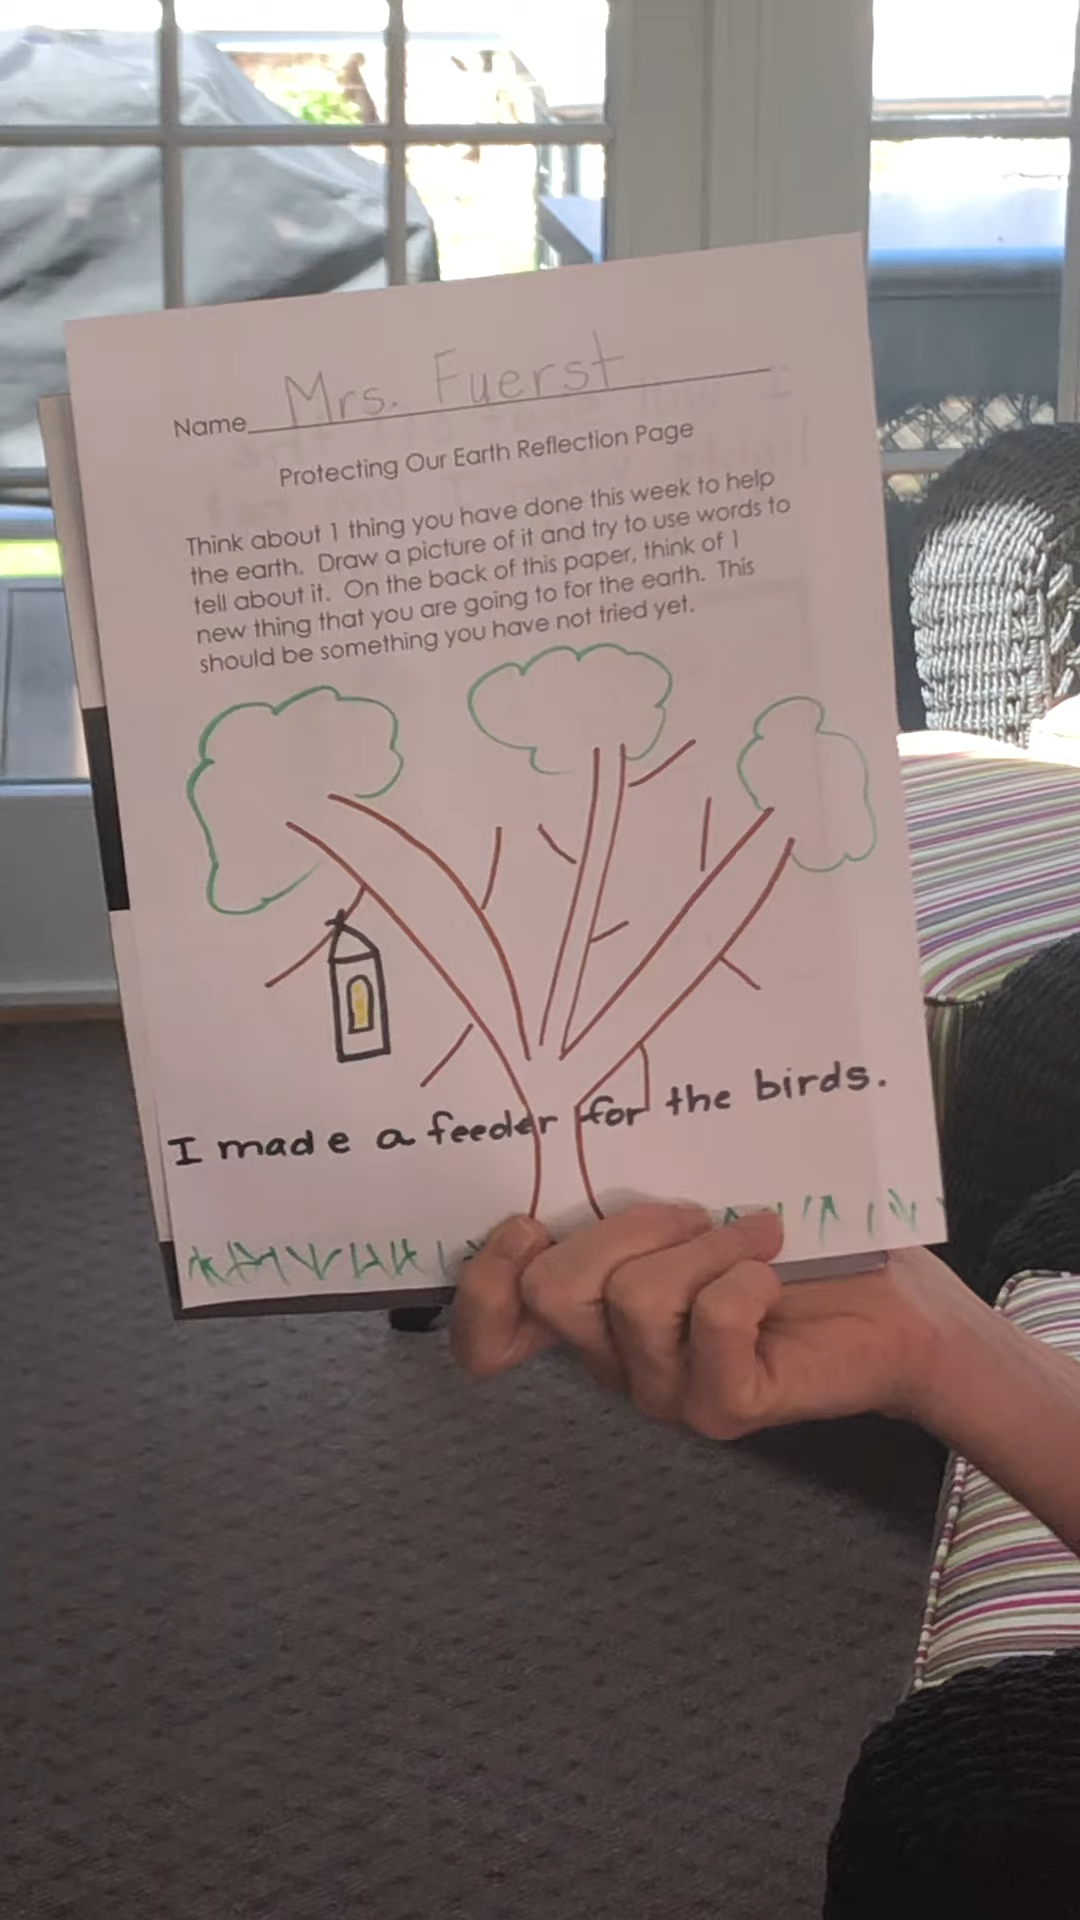 Name Mrs. Fuerst
Protecting Our Earth Reflection Page
Think about 1 thing you have done this week to help
the earth. Draw a picture of it and try to use words to
tell about it. On the back of this paper, think of 1
new thing that you are going to for the earth. This
should be something you have not tried yet.
I made a feeder for the birds.